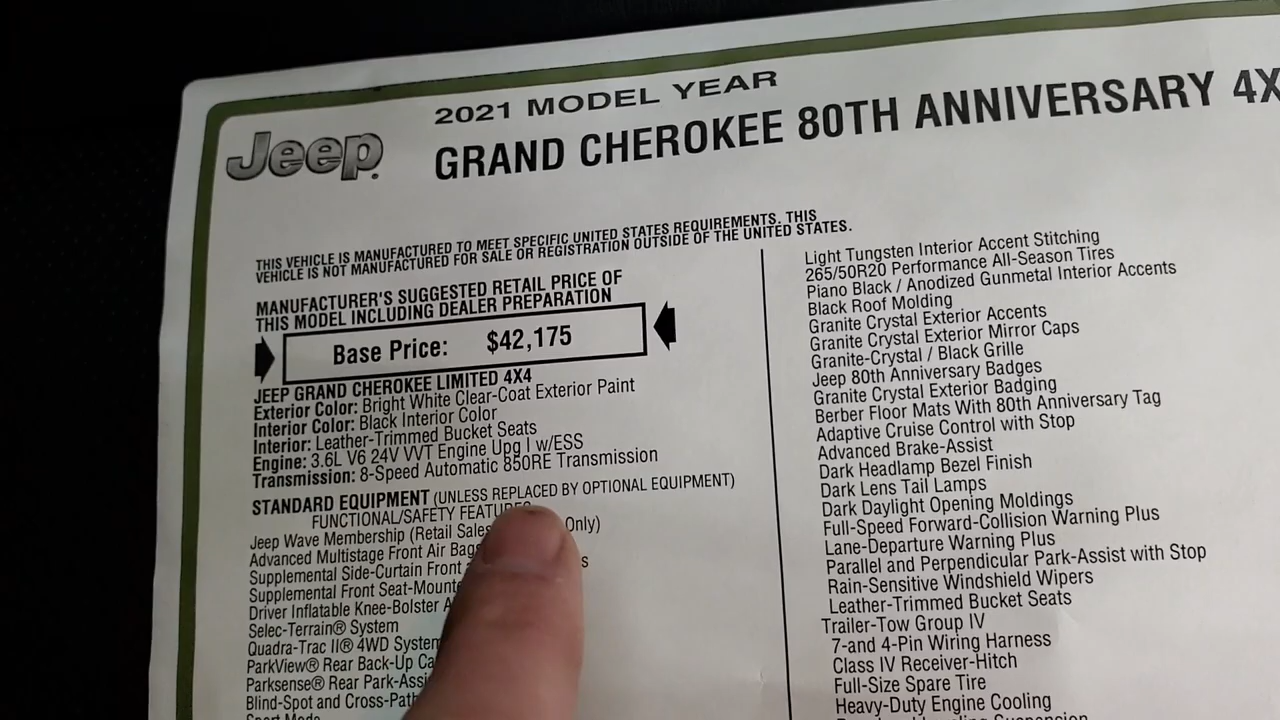 Jeep
2021 MODEL YEAR
GRAND CHEROKEE 80TH ANNIVERSARY
THIS VEHICLE IS MANUFACTURED TO MEET SPECIFIC UNITED STATES REQUIREMENTS. THIS
VEHICLE IS NOT MANUFACTURED FOR SALE OR REGISTRATION OUTSIDE OF THE UNITED STATES.
MANUFACTURER'S SUGGESTED RETAIL PRICE OF
THIS MODEL INCLUDING DEALER PREPARATION
Base Price: $42,175
JEEP GRAND CHEROKEE LIMITED 4X4
Exterior Color: Bright White Clear-Coat Exterior Paint
Interior Color: Black Interior Color
Interior: Leather-Trimmed Bucket Seats
Engine: 3.6L V6 24V VVT Engine Upg I w/ESS
Transmission: 8-Speed Automatic 850RE Transmission
STANDARD EQUIPMENT (UNLESS REPLACED BY OPTIONAL EQUIPMENT)
FUNCTIONAL/SAFETY FEATURES
Jeep Wave Membership (Retail Sales Only)
Advanced Multistage Front Air Bags
Supplemental Side-Curtain Front
Supplemental Front
Driver Inflatable Knee-Bolster
Selec-Terrain® System
Quadra-Trac II® 4WD System
ParkView® Rear Back-Up
Parksense® Rear
Blind-Spot and
Sport Mode
Light Tungsten Interior Accent Stitching
265/50R20 Performance All-Season Tires
Piano Black / Anodized Gunmetal Interior Accents
Black Roof Molding
Granite Crystal Exterior Accents
Granite Crystal Exterior Mirror Caps
Granite-Crystal / Black Grille
Jeep 80th Anniversary Badges
Granite Crystal Exterior Badging
Berber Floor Mats With 80th Anniversary Tag
Adaptive Cruise Control with Stop
Advanced Brake-Assist
Dark Headlamp Bezel Finish
Dark Lens Tail Lamps
Dark Daylight Opening Moldings
Full-Speed Forward-Collision Warning Plus
Lane-Departure Warning Plus
Parallel and Perpendicular Park-Assist with Stop
Rain-Sensitive Windshield Wipers
Leather-Trimmed Bucket Seats
Trailer-Tow Group IV
7-and 4-Pin Wiring Harness
Class IV Receiver-Hitch
Full-Size Spare Tire
Heavy-Duty Engine Cooling